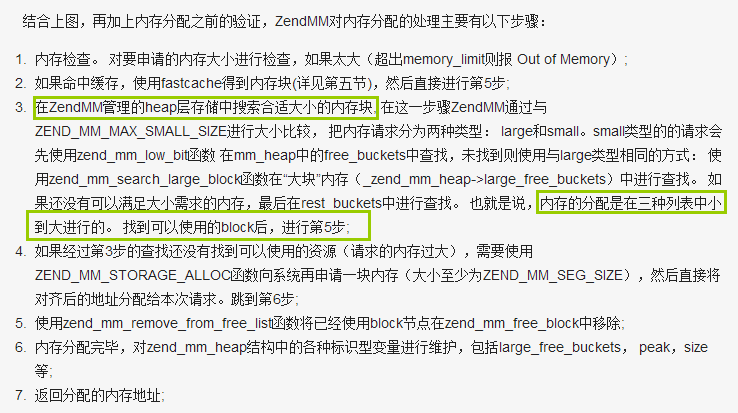 结合上图，再加上内存分配之前的验证，ZendMM对内存分配的处理主要有以下步骤：
1. 内存检查。 对要申请的内存大小进行检查，如果太大（超出memory_limit则报 Out of Memory）;
2. 如果命中缓存，使用fastcache得到内存块(详见第五节)，然后直接进行第5步;
3. 在ZendMM管理的heap层存储中搜索合适大小的内存块, 在这一步骤ZendMM通过与
ZEND_MM_MAX_SMALL_SIZE进行大小比较， 把内存请求分为两种类型： large和small。small类型的的请求会
先使用zend_mm_low_bit函数 在mm_heap中的free_buckets中查找，未找到则使用与large类型相同的方式： 使
用zend_mm_search_large_block函数在“大块”内存（_zend_mm_heap->large_free_buckets）中进行查找。 如
果还没有可以满足大小需求的内存，最后在rest_buckets中进行查找。 也就是说，内存的分配是在三种列表中小
到大进行的。 找到可以使用的block后，进行第5步;
4. 如果经过第3步的查找还没有找到可以使用的资源（请求的内存过大），需要使用
ZEND_MM_STORAGE_ALLOC函数向系统再申请一块内存（大小至少为ZEND_MM_SEG_SIZE），然后直接将
对齐后的地址分配给本次请求。跳到第6步;
5. 使用zend_mm_remove_from_free_list函数将已经使用block节点在zend_mm_free_block中移除;
6. 内存分配完毕，对zend_mm_heap结构中的各种标识型变量进行维护，包括large_free_buckets， peak，size
等;
7. 返回分配的内存地址;